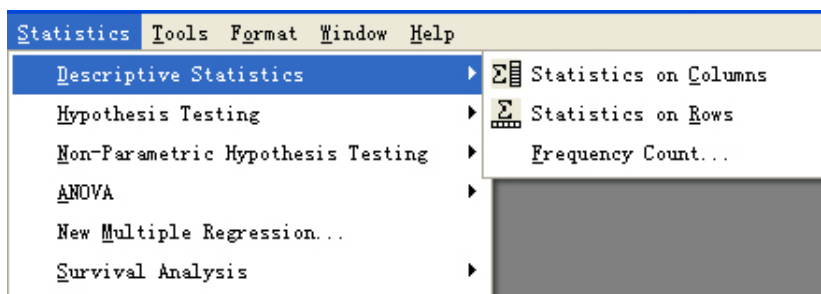 Statistics Tools Format Window Help
Descriptive Statistics
Statistics on Columns
Statistics on Rows
Frequency Count...
Hypothesis Testing
Non-Parametric Hypothesis Testing
ANOVA
New Multiple Regression...
Survival Analysis